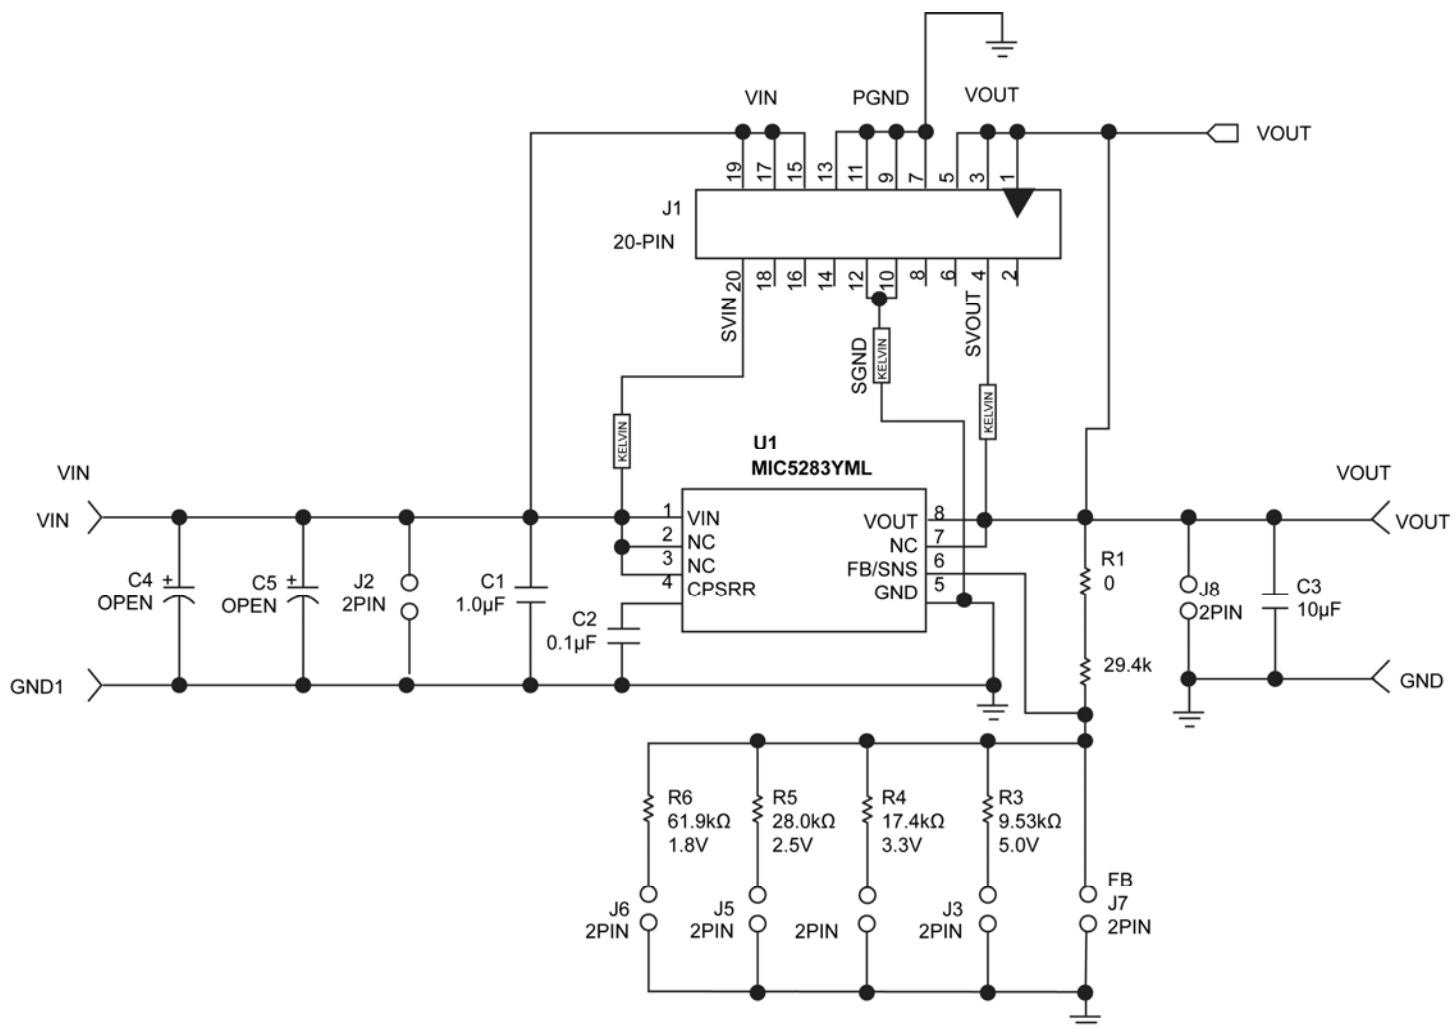 VIN
PGND
VOUT
VOUT
19
17
15
13
11
9
7
5
3
1
J1
20-PIN
20
18
16
14
12
10
8
6
4
2
SVIN
SGND
SVOUT
KELVIN
KELVIN
KELVIN
U1
MIC5283YML
VIN
VIN
VOUT
VOUT
1
2
3
4
VIN
NC
NC
CPSRR
VOUT
NC
FB/SNS
GND
8
7
6
5
C4
OPEN
+
C5
OPEN
+
J2
2PIN
C1
1.0µF
C2
0.1µF
R1
0
29.4k
J8
2PIN
C3
10µF
GND1
GND
R6
61.9kΩ
1.8V
R5
28.0kΩ
2.5V
R4
17.4kΩ
3.3V
R3
9.53kΩ
5.0V
J6
2PIN
J5
2PIN
2PIN
J3
2PIN
FB
J7
2PIN